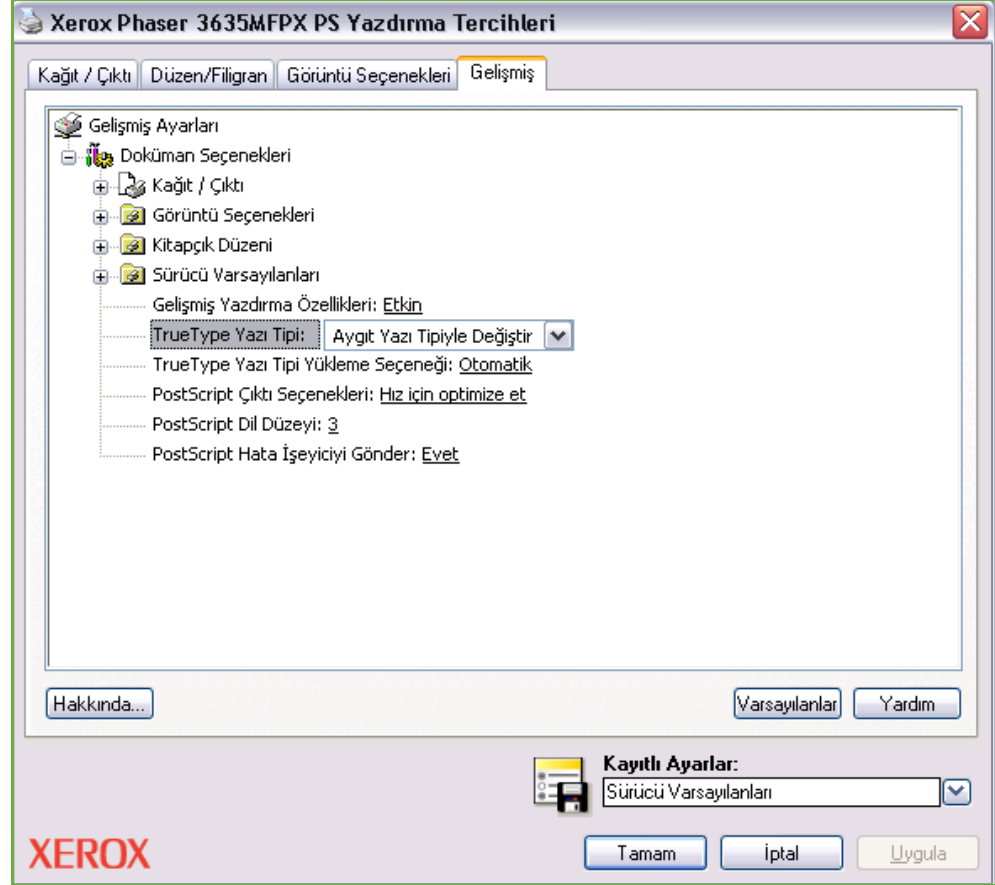 Xerox Phaser 3635MFPX PS Yazdırma Tercihleri
Kağıt / Çıktı Düzen/Filigran Görüntü Seçenekleri Gelişmiş
Gelişmiş Ayarları
Doküman Seçenekleri
Kağıt / Çıktı
Görüntü Seçenekleri
Kitapçık Düzeni
Sürücü Varsayılanları
Gelişmiş Yazdırma Özellikleri: Etkin
TrueType Yazı Tipi: Aygıt Yazı Tipiyle Değiştir
TrueType Yazı Tipi Yükleme Seçeneği: Otomatik
PostScript Çıktı Seçenekleri: Hız için optimize et
PostScript Dil Düzeyi: 3
PostScript Hata İşeyiciyi Gönder: Evet
Hakkında... Varsayılanlar Yardım
Kayıtlı Ayarlar:
Sürücü Varsayılanları
XEROX Tamam İptal Uygula